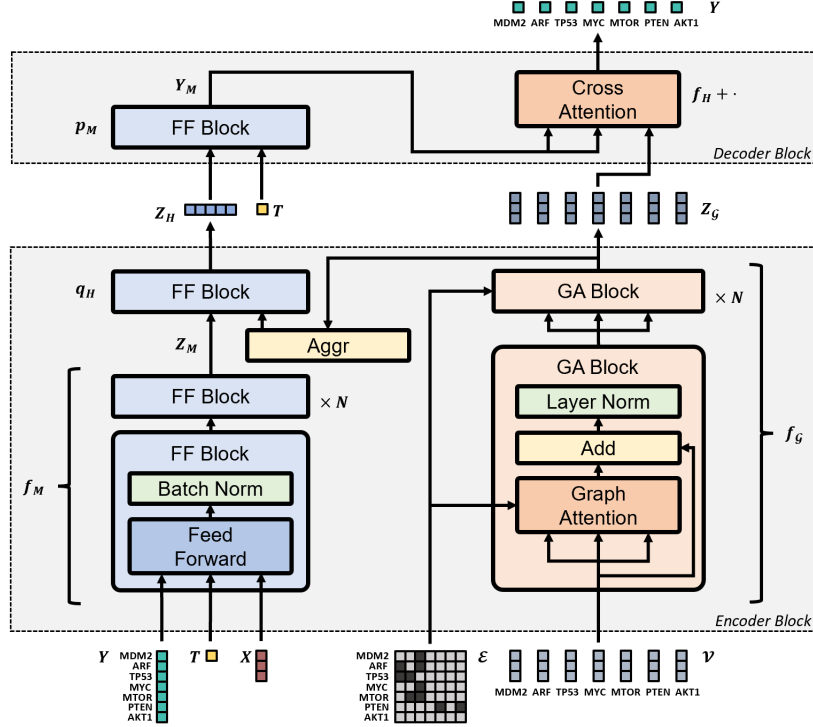 MDM2 ARF TP53 MYC MTOR PTEN AKT1 Y
Y_M
p_M
FF Block
Cross
Attention
f_H + ·
Decoder Block
Z_H
T
Z_𝒢
q_H
FF Block
GA Block
× N
Z_M
Aggr
FF Block
× N
GA Block
Layer Norm
Add
Graph
Attention
f_𝒢
f_M
FF Block
Batch Norm
Feed
Forward
Encoder Block
Y
MDM2
ARF
TP53
MYC
MTOR
PTEN
AKT1
T
X
MDM2
ARF
TP53
MYC
MTOR
PTEN
AKT1
ℰ
𝒱
MDM2 ARF TP53 MYC MTOR PTEN AKT1